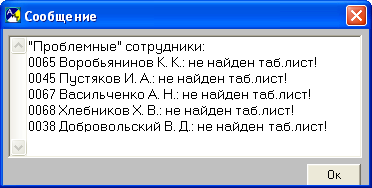 Сообщение
"Проблемные" сотрудники:
0065 Воробьянинов К. К.: не найден таб.лист!
0045 Пустяков И. А.: не найден таб.лист!
0067 Васильченко А. Н.: не найден таб.лист!
0068 Хлебников Х. В.: не найден таб.лист!
0038 Добровольский В. Д.: не найден таб.лист!
Ок